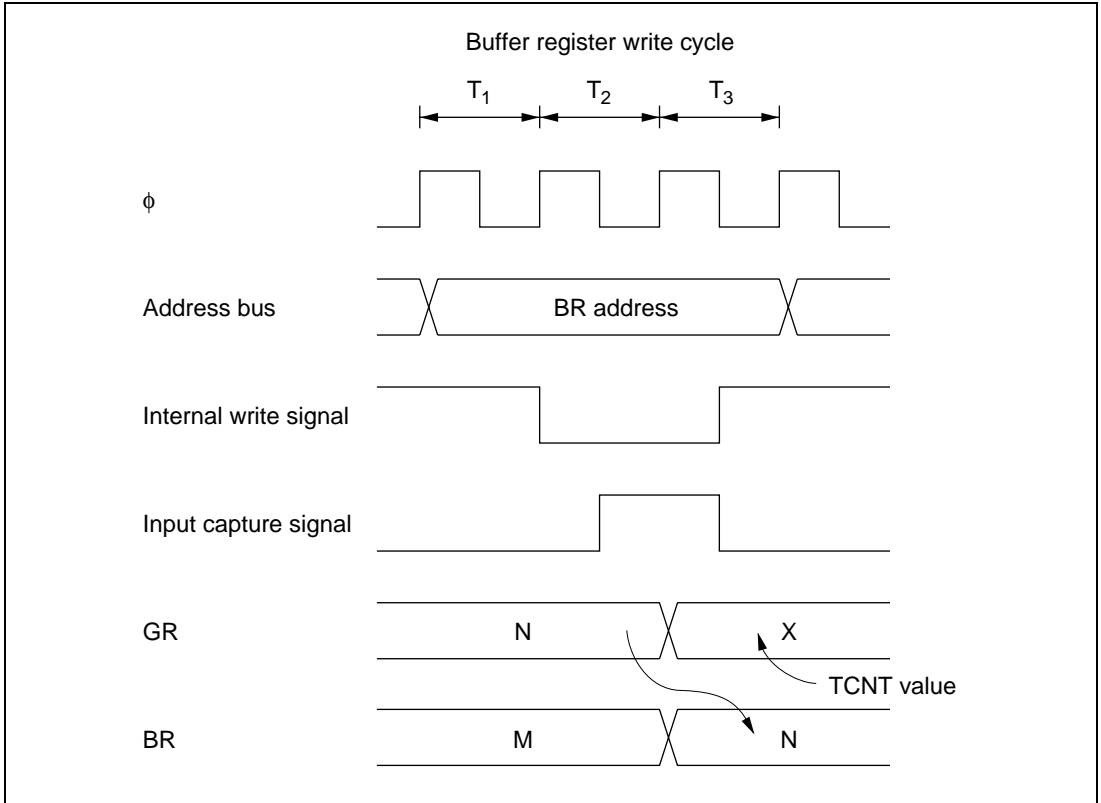 Buffer register write cycle
T1 T2 T3
ϕ
Address bus BR address
Internal write signal
Input capture signal
GR N X
TCNT value
BR M N